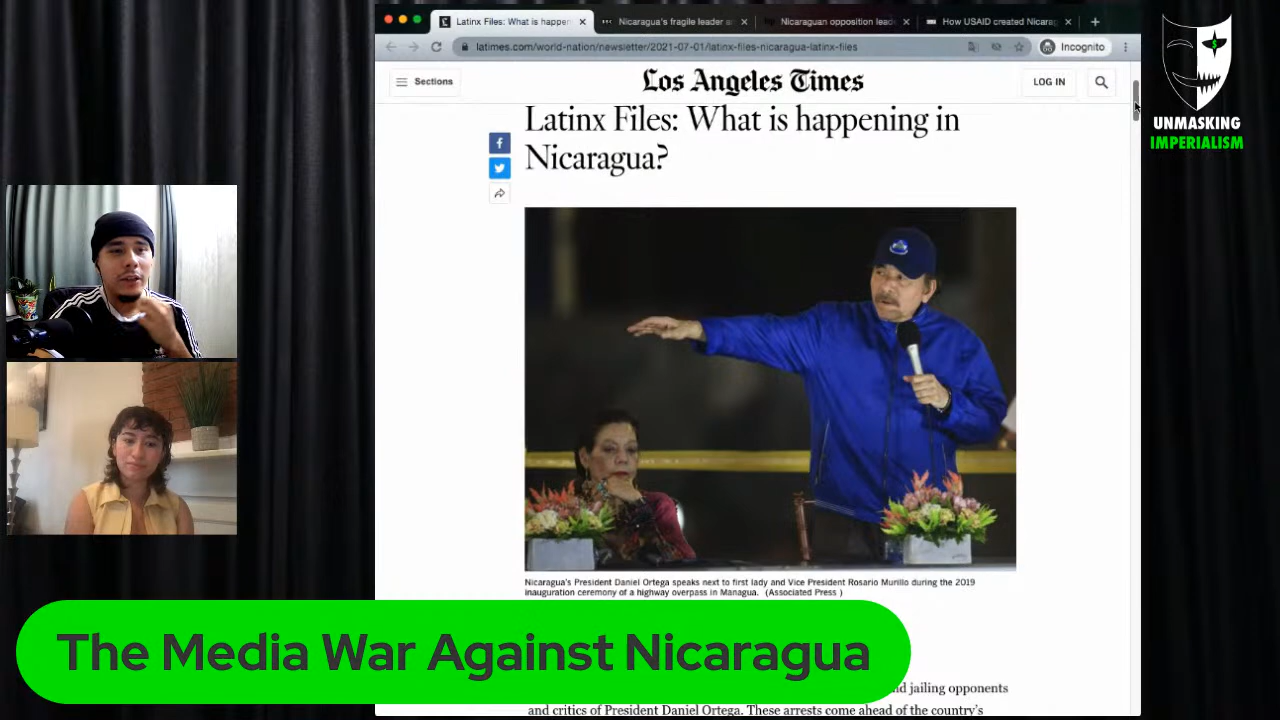 Latinx Files: What is happen
Nicaragua's fragile leader a
Nicaraguan opposition lead
How USAID created Nicarag
latimes.com/world-nation/newsletter/2021-07-01/latinx-files-nicaragua-latinx-files
Incognito
Sections
Los Angeles Times
LOG IN
Latinx Files: What is happening in
Nicaragua?
UNMASKING
IMPERIALISM
Nicaragua's President Daniel Ortega speaks next to first lady and Vice President Rosario Murillo during the 2019
inauguration ceremony of a highway overpass in Managua. (Associated Press )
The Media War Against Nicaragua
jailing opponents
and critics of President Daniel Ortega. These arrests come ahead of the country's